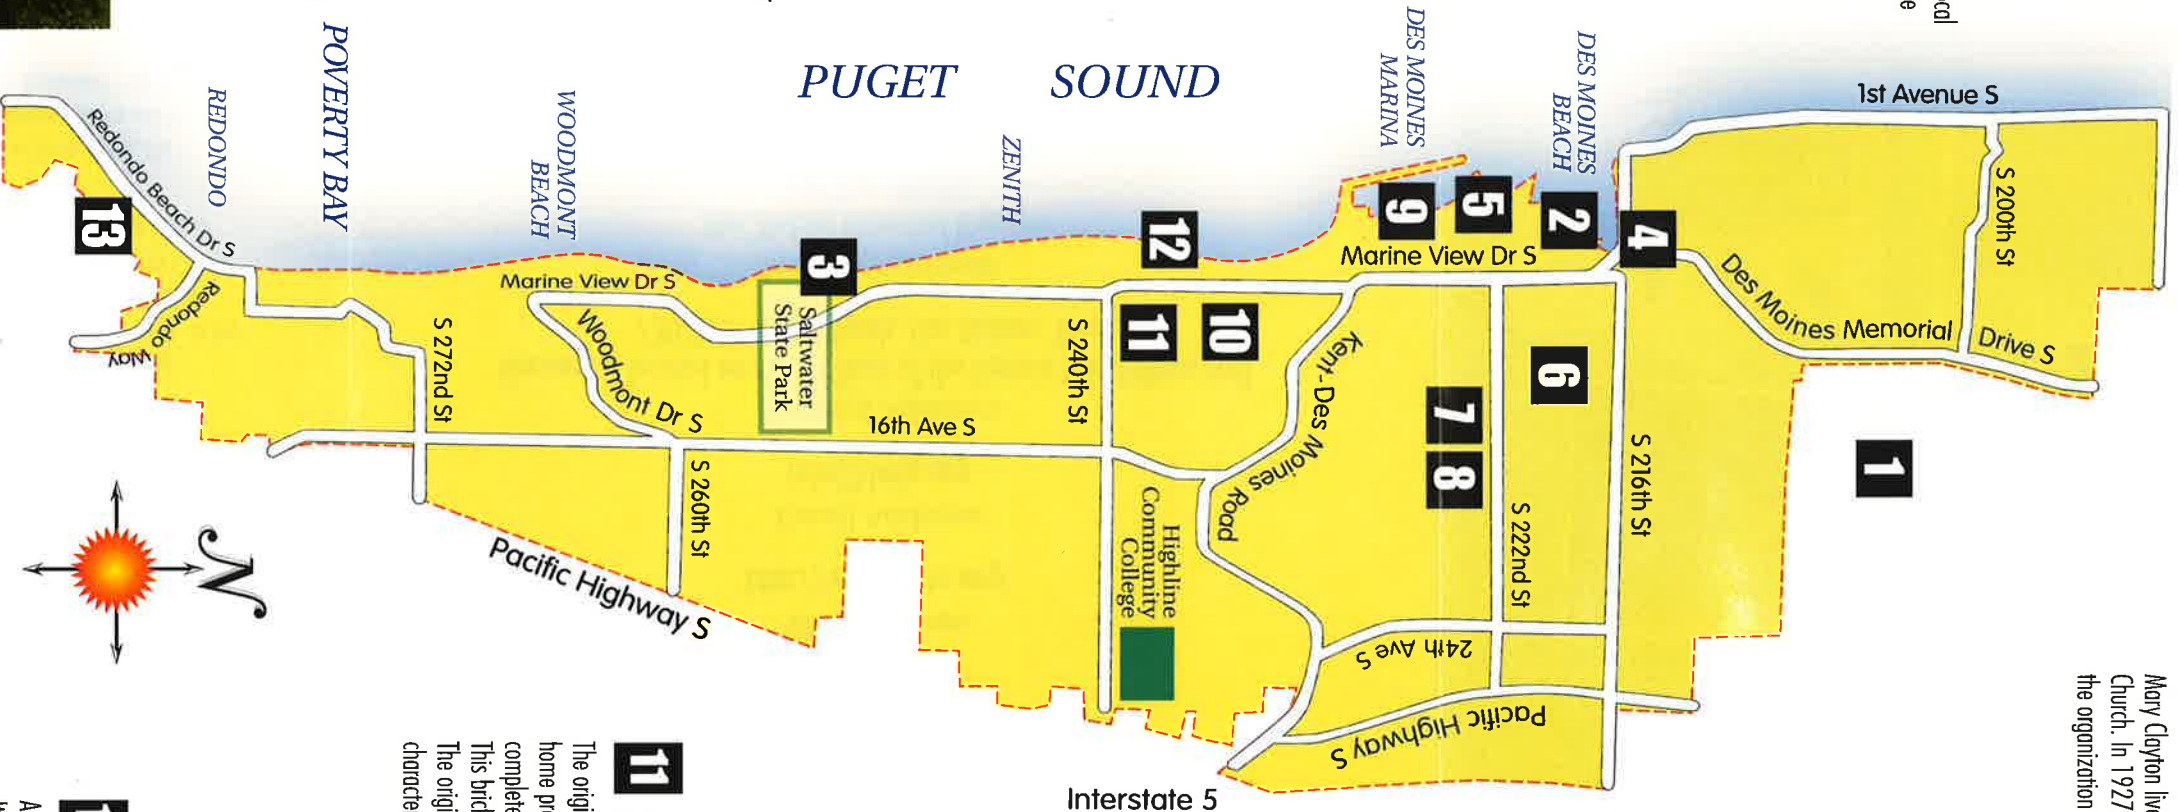 cal
e
PUGET SOUND
POVERTY BAY
REDONDO
WOODMONT
BEACH
ZENITH
DES MOINES
MARINA
DES MOINES
BEACH
1st Avenue S
S 200th St
Des Moines Memorial Drive S
Redondo Beach Dr S
Redondo Way
13
3
12
9
5
2
4
Marine View Dr S
Marine View Dr S
Woodmont Dr S
Saltwater
State Park
S 272nd St
16th Ave S
S 240th St
11
10
Kent-Des Moines Road
6
7
8
1
S 216th St
S 222nd St
S 260th St
Pacific Highway S
Highline
Community
College
24th Ave S
Pacific Highway S
Interstate 5
N
Mary Clayton liv
Church. In 1927
the organization
11
The origi
home pr
complete
This bric
The origi
characte
1
A